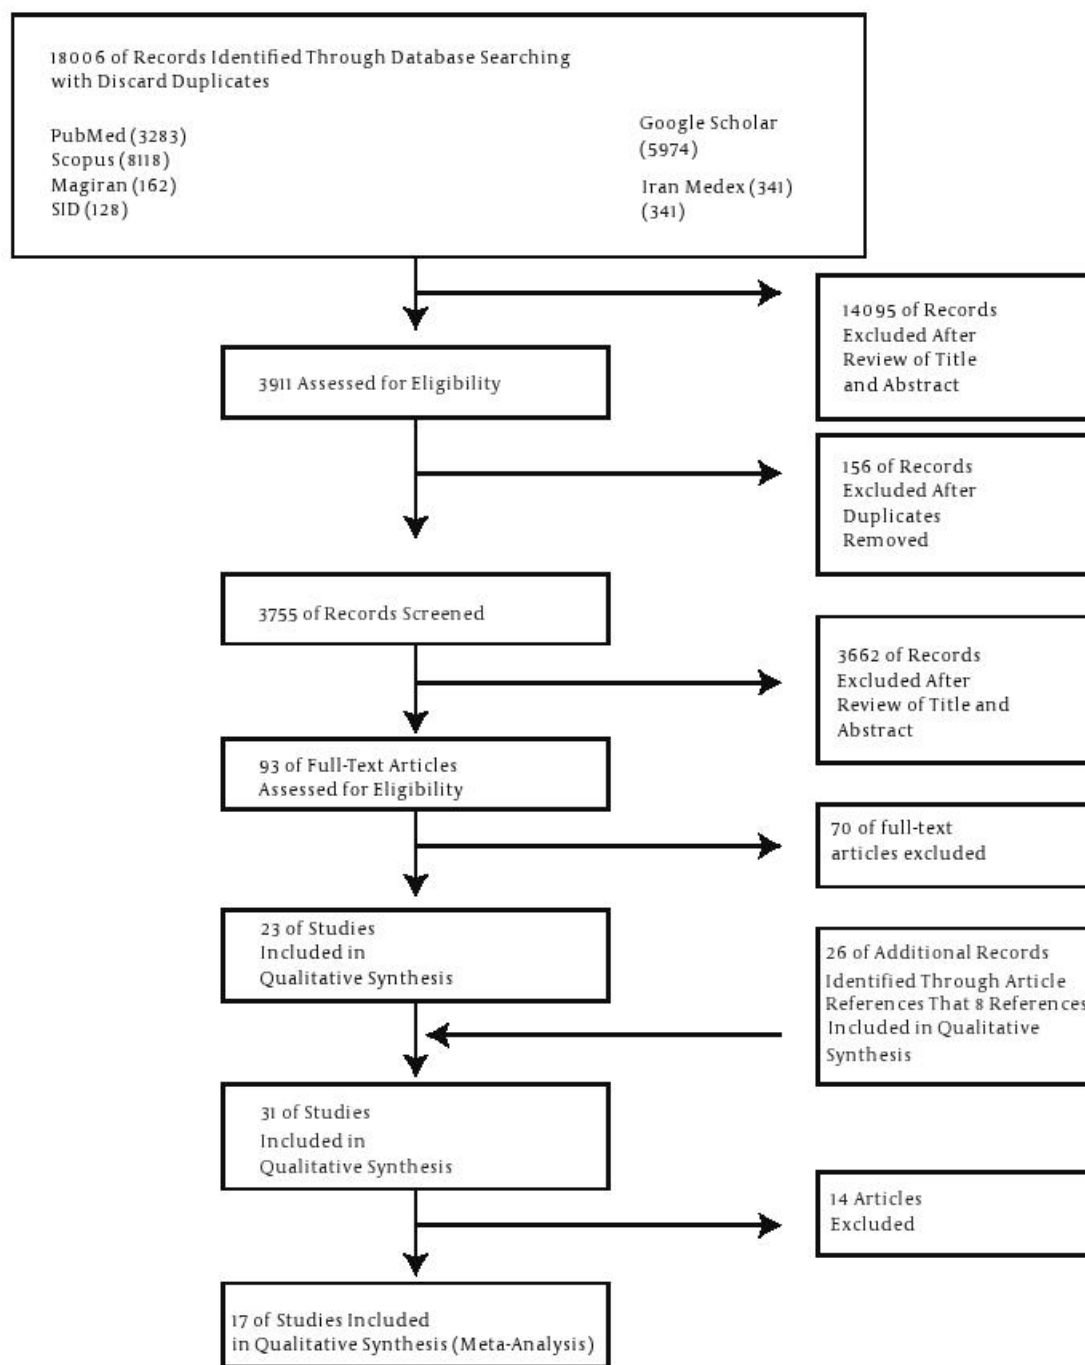 18006 of Records Identified Through Database Searching
with Discard Duplicates
PubMed (3283)
Scopus (8118)
Magiran (162)
SID (128)
Google Scholar
(5974)
Iran Medex (341)
(341)
14095 of Records
Excluded After
Review of Title
and Abstract
3911 Assessed for Eligibility
156 of Records
Excluded After
Duplicates
Removed
3755 of Records Screened
3662 of Records
Excluded After
Review of Title and
Abstract
93 of Full-Text Articles
Assessed for Eligibility
70 of full-text
articles excluded
23 of Studies
Included in
Qualitative Synthesis
26 of Additional Records
Identified Through Article
References That 8 References
Included in Qualitative
Synthesis
31 of Studies
Included in
Qualitative Synthesis
14 Articles
Excluded
17 of Studies Included
in Qualitative Synthesis (Meta-Analysis)